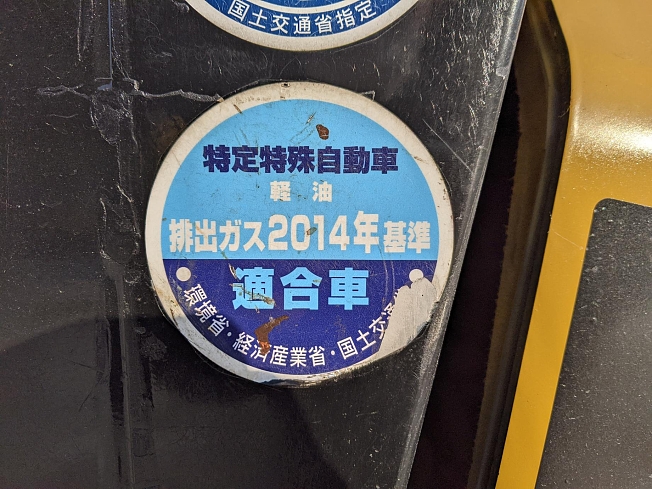 国土交通省指定
特定特殊自動車
軽油
排出ガス2014年基準
適合車
環境省・経済産業省・国土交通